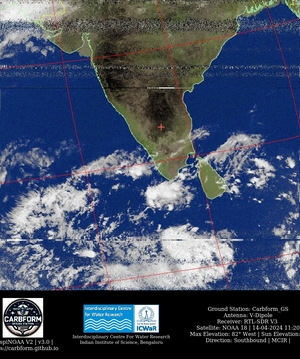 CARBFORM
Interdisciplinary Centre
For Water Research
ICWaR
Interdisciplinary Centre For Water Research
Indian Institute of Science, Bengaluru
spiNOAA V2 | v3.0 |
s://carbform.github.io
Ground Station: Carbform_GS
Antenna: V-Dipole
Receiver: RTL-SDR V3
Satellite: NOAA 18 | 14-04-2024 11:20
Max Elevation: 82° West | Sun Elevation:
Direction: Southbound | MCIR |